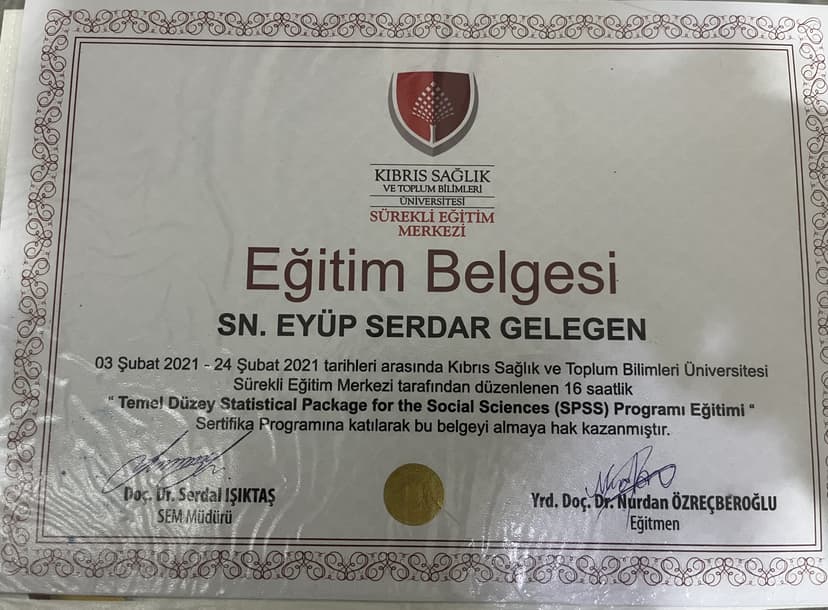 KIBRIS SAĞLIK
VE TOPLUM BİLİMLERİ
ÜNİVERSİTESİ
SÜREKLİ EĞİTİM
MERKEZİ
Eğitim Belgesi
SN. EYÜP SERDAR GELEGEN
03 Şubat 2021 - 24 Şubat 2021 tarihleri arasında Kıbrıs Sağlık ve Toplum Bilimleri Üniversitesi
Sürekli Eğitim Merkezi tarafından düzenlenen 16 saatlik
“ Temel Düzey Statistical Package for the Social Sciences (SPSS) Programı Eğitimi “
Sertifika Programına katılarak bu belgeyi almaya hak kazanmıştır.
Doç. Dr. Serdal IŞIKTAŞ
SEM Müdürü
Yrd. Doç. Dr. Nurdan ÖZREÇBEROĞLU
Eğitmen